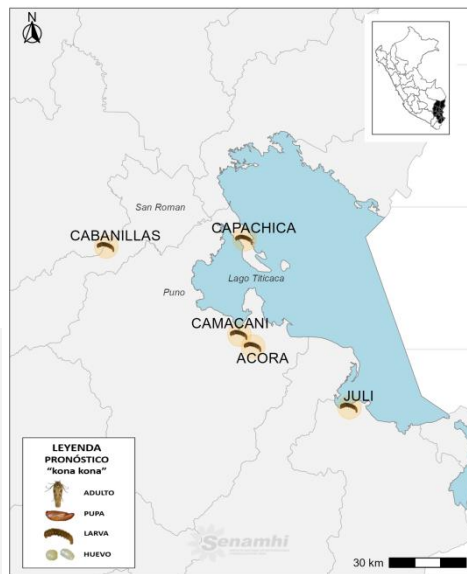 N
San Roman
CABANILLAS
CAPACHICA
Lago Titicaca
Puno
CAMACANI
ACORA
JULI
LEYENDA
PRONÓSTICO
"kona kona"
ADULTO
PUPA
LARVA
HUEVO
Senamhi
30 km